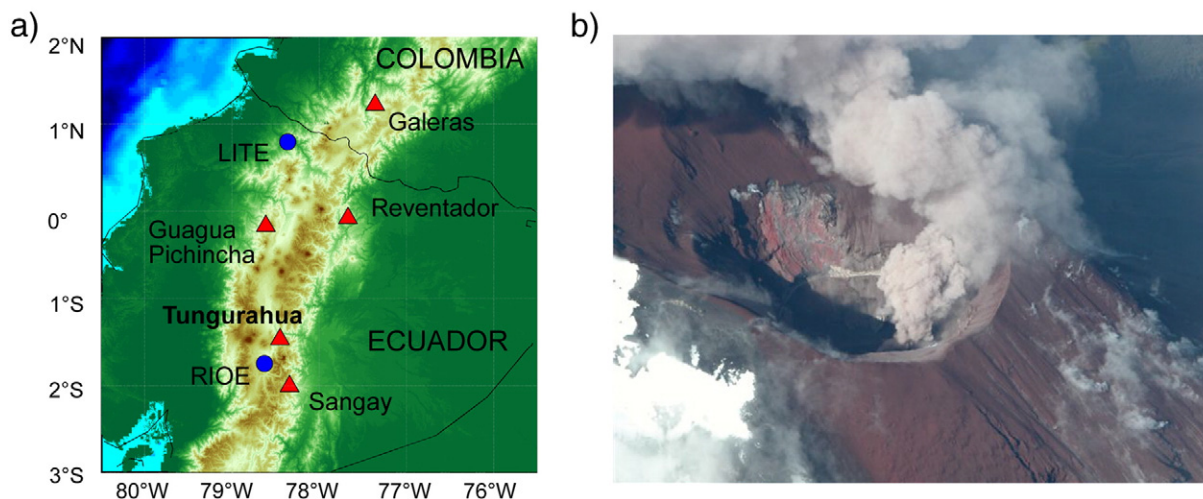 a)
b)
2°N
COLOMBIA
1°N
Galeras
LITE
0°
Reventador
Guagua
Pichincha
1°S
Tungurahua
ECUADOR
RIOE
2°S
Sangay
3°S
80°W
79°W
78°W
77°W
76°W